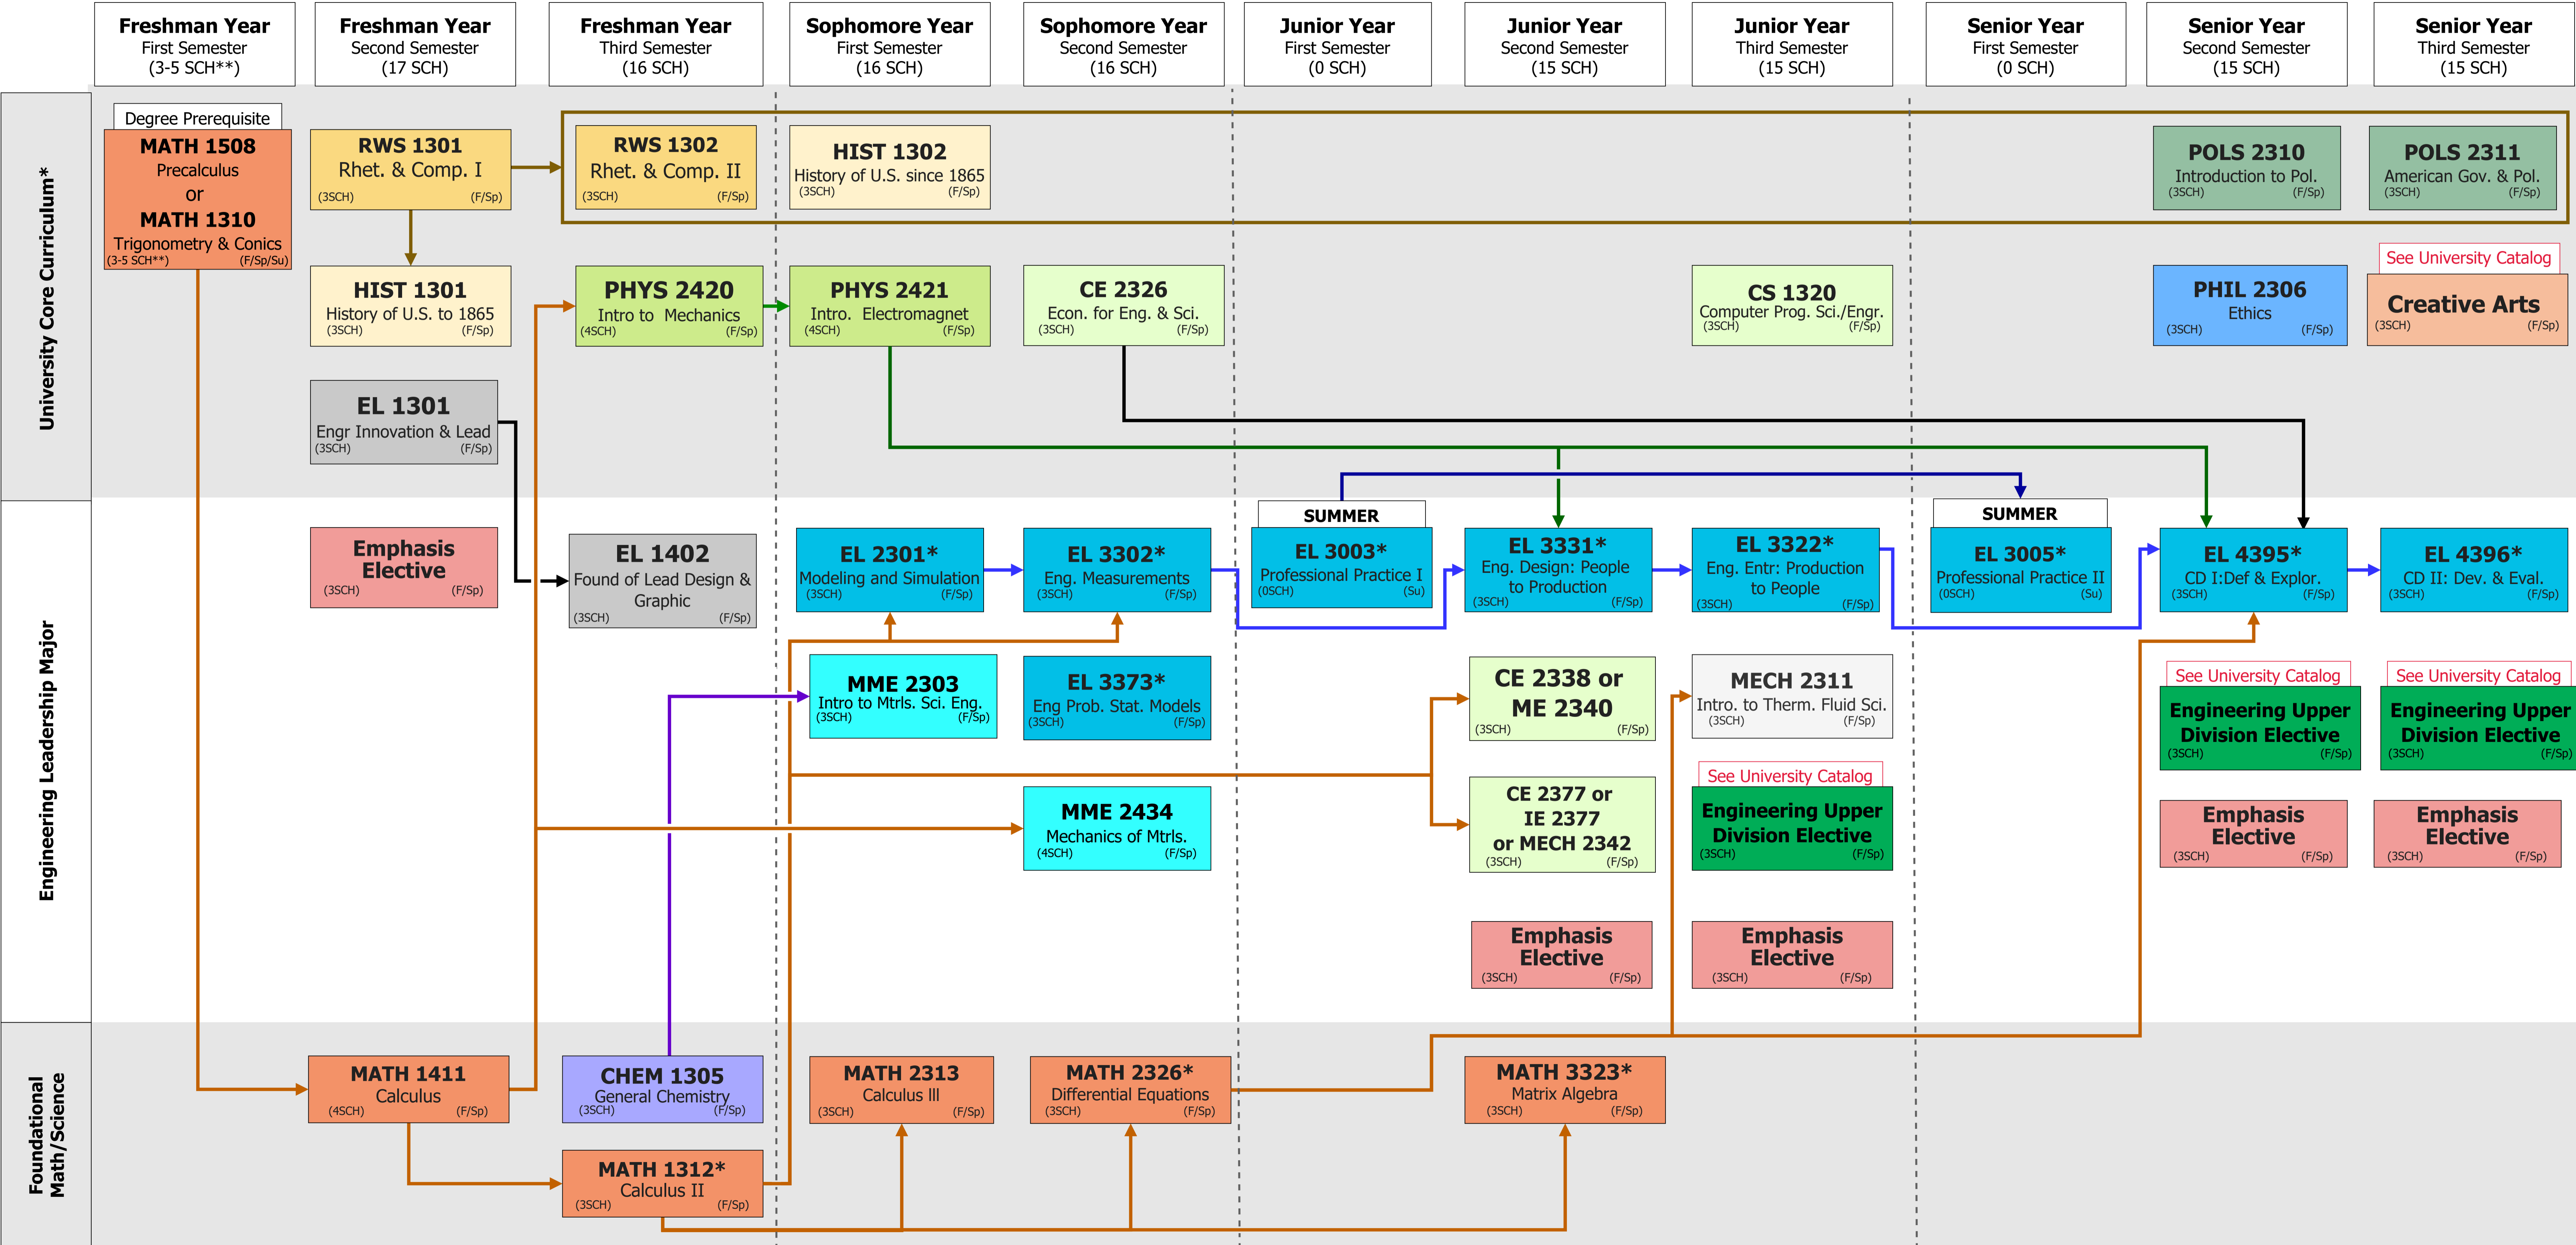 Freshman Year
First Semester
(3-5 SCH**)
Freshman Year
Second Semester
(17 SCH)
Freshman Year
Third Semester
(16 SCH)
Sophomore Year
First Semester
(16 SCH)
Sophomore Year
Second Semester
(16 SCH)
Junior Year
First Semester
(0 SCH)
Junior Year
Second Semester
(15 SCH)
Junior Year
Third Semester
(15 SCH)
Senior Year
First Semester
(0 SCH)
Senior Year
Second Semester
(15 SCH)
Senior Year
Third Semester
(15 SCH)
University Core Curriculum*
Degree Prerequisite
MATH 1508
Precalculus
or
MATH 1310
Trigonometry & Conics
(3-5 SCH**) (F/Sp/Su)
RWS 1301
Rhet. & Comp. I
(3SCH) (F/Sp)
RWS 1302
Rhet. & Comp. II
(3SCH) (F/Sp)
HIST 1302
History of U.S. since 1865
(3SCH) (F/Sp)
POLS 2310
Introduction to Pol.
(3SCH) (F/Sp)
POLS 2311
American Gov. & Pol.
(3SCH) (F/Sp)
HIST 1301
History of U.S. to 1865
(3SCH) (F/Sp)
PHYS 2420
Intro to Mechanics
(4SCH) (F/Sp)
PHYS 2421
Intro. Electromagnet
(4SCH) (F/Sp)
CE 2326
Econ. for Eng. & Sci.
(3SCH) (F/Sp)
CS 1320
Computer Prog. Sci./Engr.
(3SCH) (F/Sp)
PHIL 2306
Ethics
(3SCH) (F/Sp)
See University Catalog
Creative Arts
(3SCH) (F/Sp)
EL 1301
Engr Innovation & Lead
(3SCH) (F/Sp)
Engineering Leadership Major
Emphasis
Elective
(3SCH) (F/Sp)
EL 1402
Found of Lead Design &
Graphic
(3SCH) (F/Sp)
EL 2301*
Modeling and Simulation
(3SCH) (F/Sp)
EL 3302*
Eng. Measurements
(3SCH) (F/Sp)
SUMMER
EL 3003*
Professional Practice I
(0SCH) (Su)
EL 3331*
Eng. Design: People
to Production
(3SCH) (F/Sp)
EL 3322*
Eng. Entr: Production
to People
(3SCH) (F/Sp)
SUMMER
EL 3005*
Professional Practice II
(0SCH) (Su)
EL 4395*
CD I:Def & Explor.
(3SCH) (F/Sp)
EL 4396*
CD II: Dev. & Eval.
(3SCH) (F/Sp)
MME 2303
Intro to Mtrls. Sci. Eng.
(3SCH) (F/Sp)
EL 3373*
Eng Prob. Stat. Models
(3SCH) (F/Sp)
CE 2338 or
ME 2340
(3SCH) (F/Sp)
MECH 2311
Intro. to Therm. Fluid Sci.
(3SCH) (F/Sp)
See University Catalog
Engineering Upper
Division Elective
(3SCH) (F/Sp)
See University Catalog
Engineering Upper
Division Elective
(3SCH) (F/Sp)
MME 2434
Mechanics of Mtrls.
(4SCH) (F/Sp)
CE 2377 or
IE 2377
or MECH 2342
(3SCH) (F/Sp)
See University Catalog
Engineering Upper
Division Elective
(3SCH) (F/Sp)
Emphasis
Elective
(3SCH) (F/Sp)
Emphasis
Elective
(3SCH) (F/Sp)
Emphasis
Elective
(3SCH) (F/Sp)
Emphasis
Elective
(3SCH) (F/Sp)
Foundational
Math/Science
MATH 1411
Calculus
(4SCH) (F/Sp)
CHEM 1305
General Chemistry
(3SCH) (F/Sp)
MATH 2313
Calculus lll
(3SCH) (F/Sp)
MATH 2326*
Differential Equations
(3SCH) (F/Sp)
MATH 3323*
Matrix Algebra
(3SCH) (F/Sp)
MATH 1312*
Calculus II
(3SCH) (F/Sp)